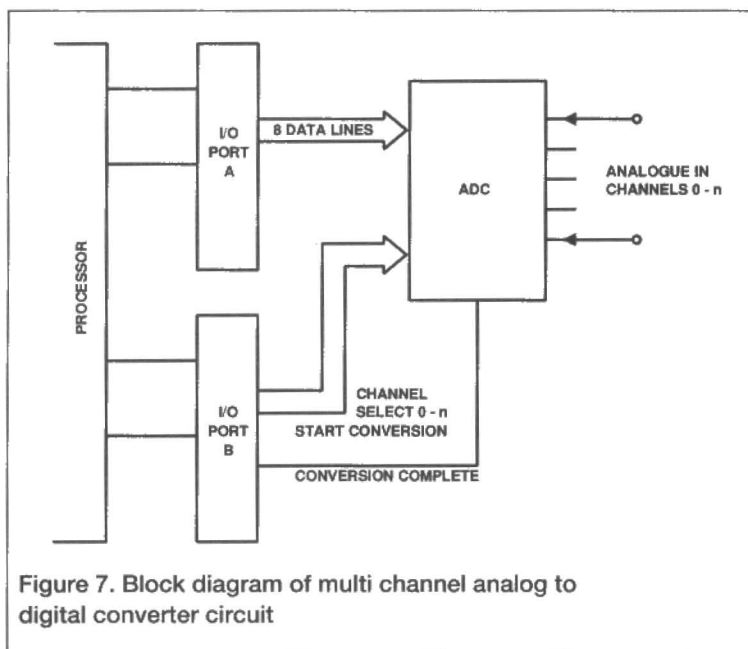 PROCESSOR
I/O
PORT
A
8 DATA LINES
ADC
ANALOGUE IN
CHANNELS 0 - n
I/O
PORT
B
CHANNEL
SELECT 0 - n
START CONVERSION
CONVERSION COMPLETE
Figure 7. Block diagram of multi channel analog to
digital converter circuit